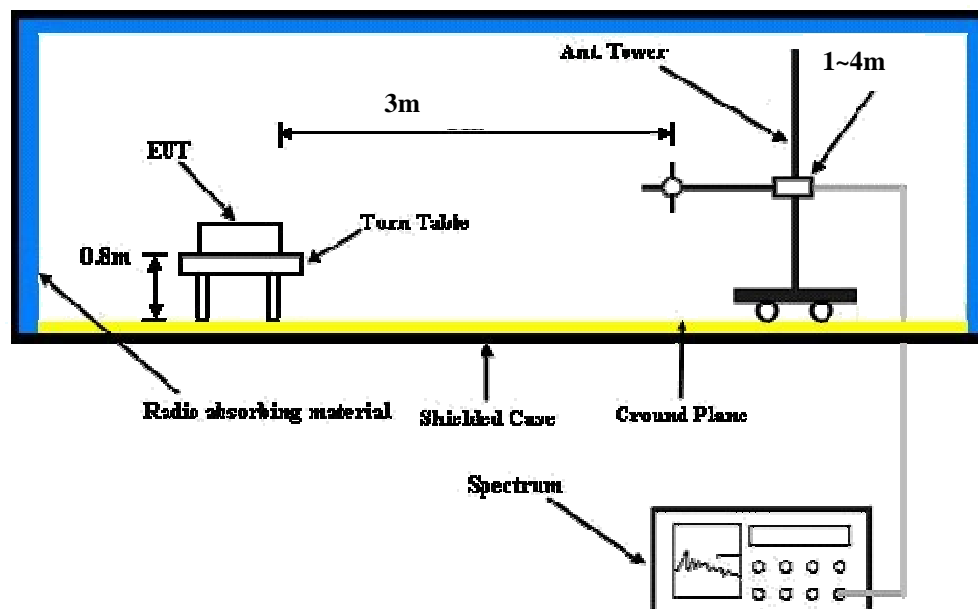 Ant. Tower
1~4m
3m
EUT
Turn Table
0.8m
Radio absorbing material
Shielded Case
Ground Plane
Spectrum